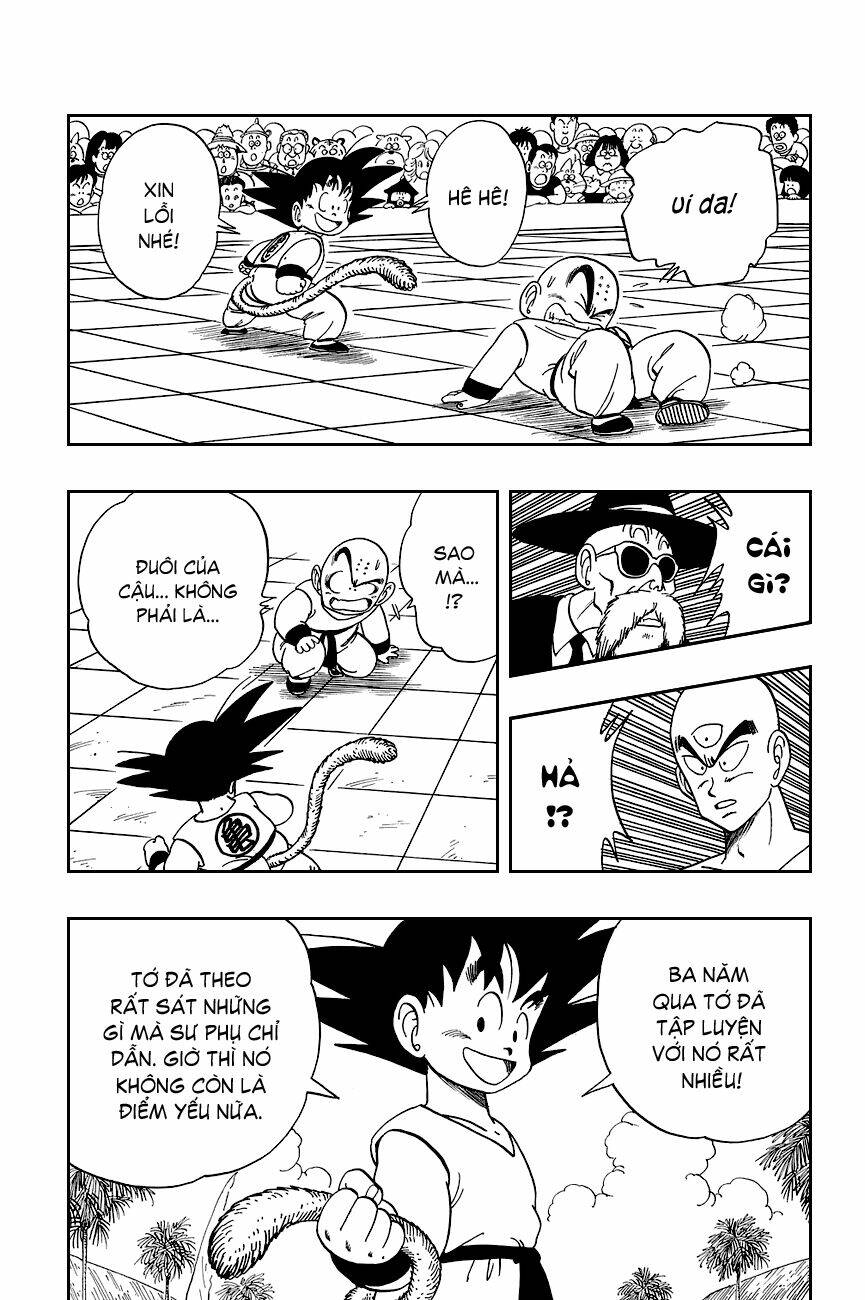 ui da!
HÊ HÊ!
XIN
LỖI
NHÉ!
CÁI
GÌ?
HẢ
!?
SAO
MÀ...
!?
ĐUÔI CỦA
CẬU... KHÔNG
PHẢI LÀ...
BA NĂM
QUA TỚ ĐÃ
TẬP LUYỆN
VỚI NÓ RẤT
NHIỀU!
TỚ ĐÃ THEO
RẤT SÁT NHỮNG
GÌ MÀ SƯ PHỤ CHỈ
DẪN. GIỜ THÌ NÓ
KHÔNG CÒN LÀ
ĐIỂM YẾU NỮA.